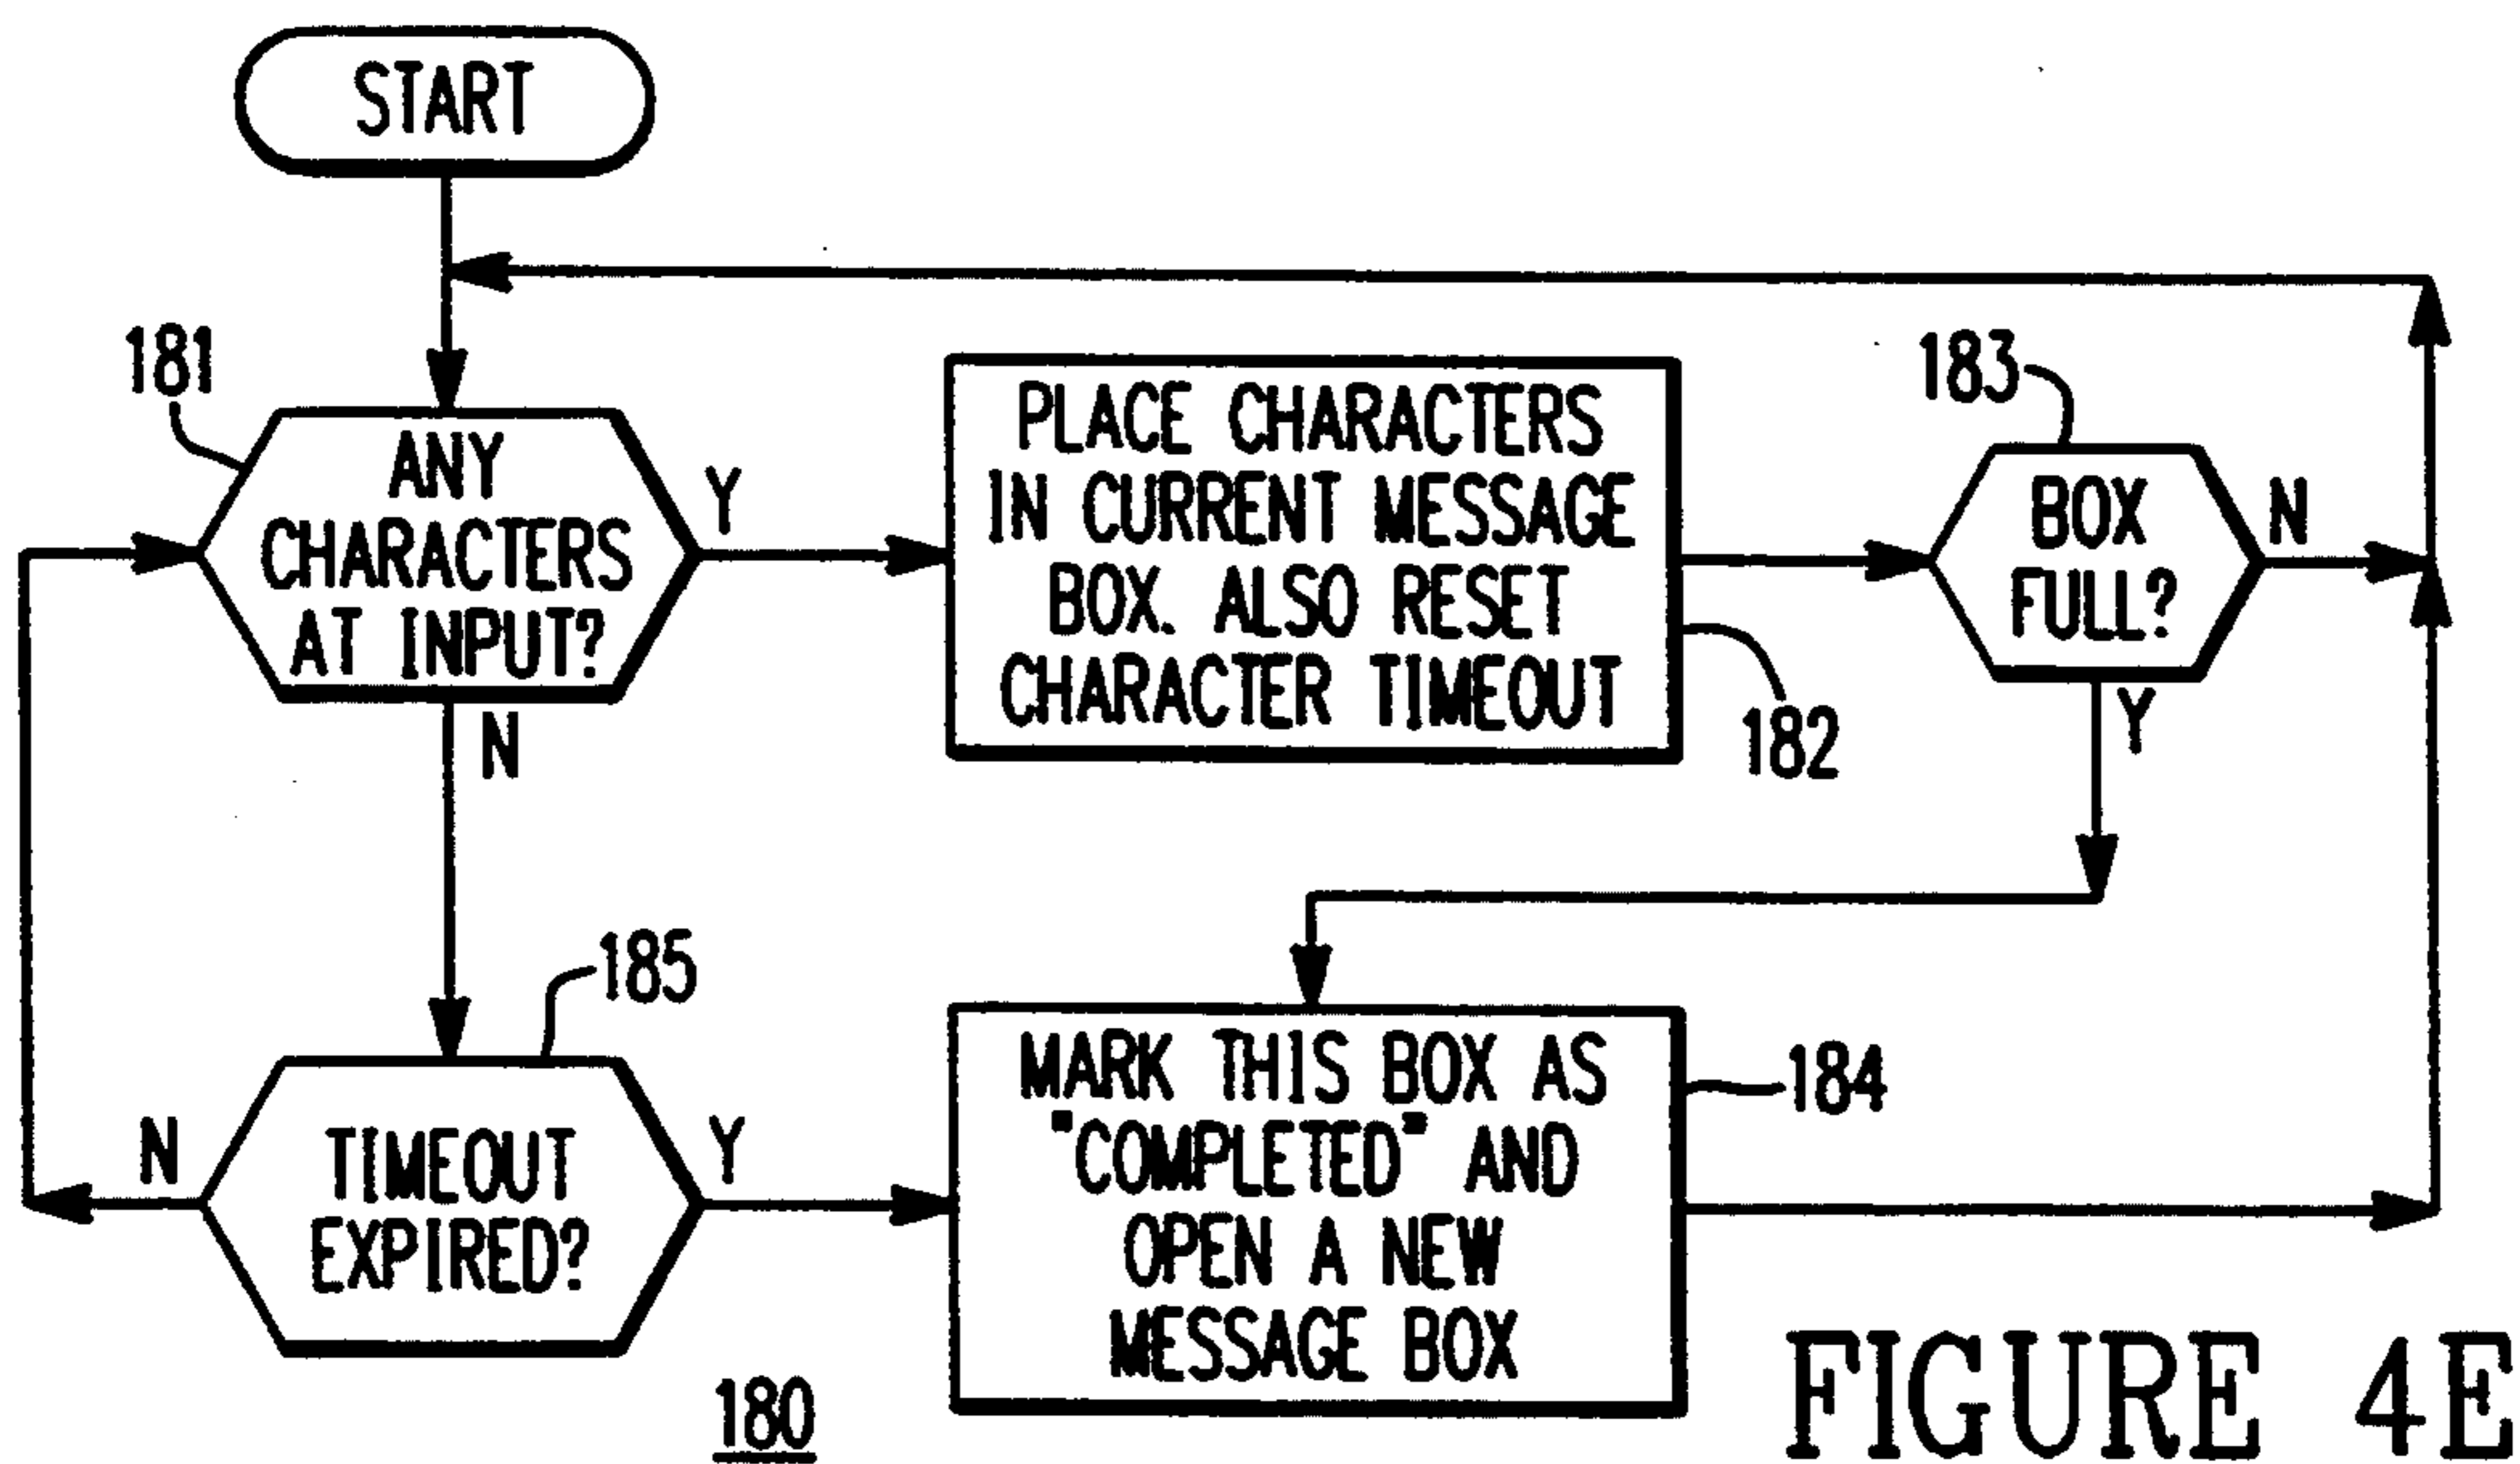 START
181
ANY
CHARACTERS
AT INPUT?
Y
N
PLACE CHARACTERS
IN CURRENT MESSAGE
BOX. ALSO RESET
CHARACTER TIMEOUT
182
183
BOX
FULL?
N
Y
185
TIMEOUT
EXPIRED?
N
Y
MARK THIS BOX AS
"COMPLETED" AND
OPEN A NEW
MESSAGE BOX
184
180
FIGURE 4E